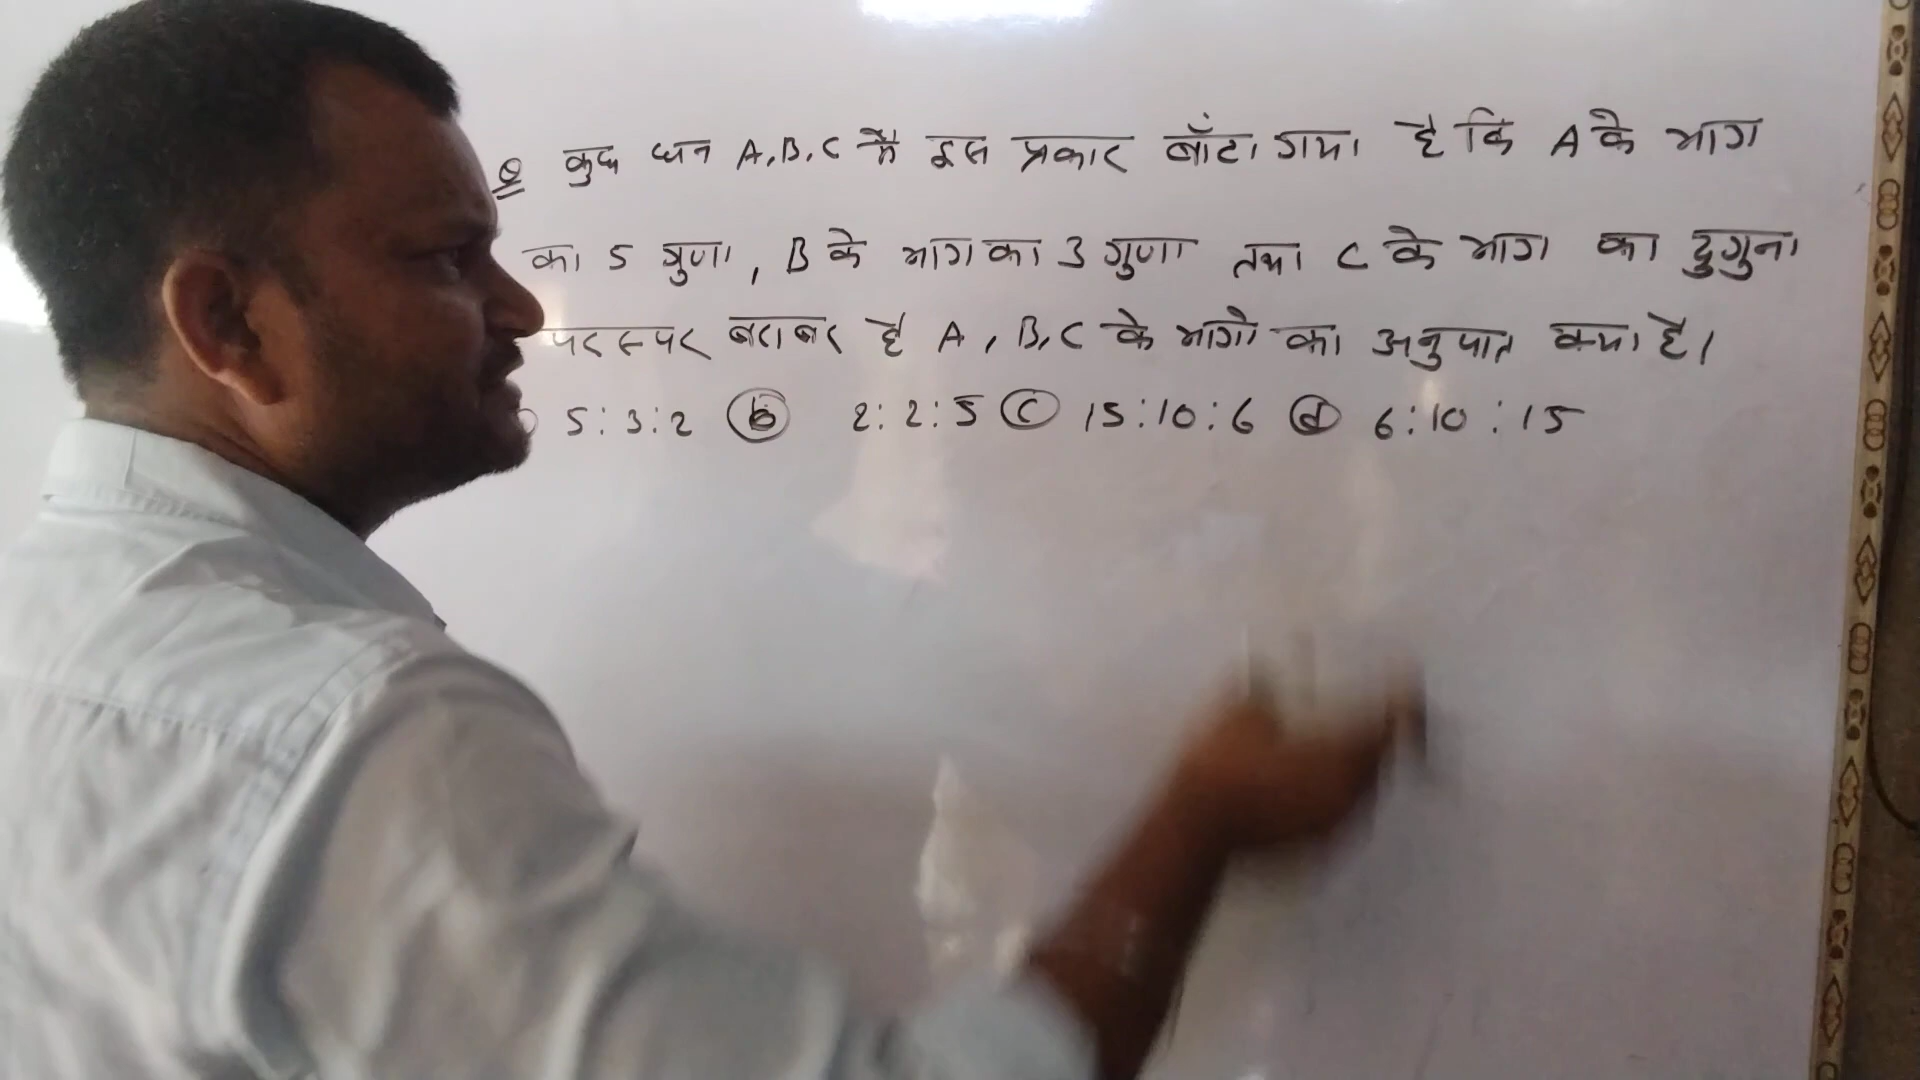 Q कुछ धन A,B,C में इस प्रकार बाँटा गया है कि A के भाग
का 5 गुणा, B के भाग का 3 गुणा तथा C के भाग का दुगुना
परस्पर बराबर है A, B, C के भागो का अनुपात क्या है।
5:3:2 (b) 2:2:5 (c) 15:10:6 (d) 6:10:15